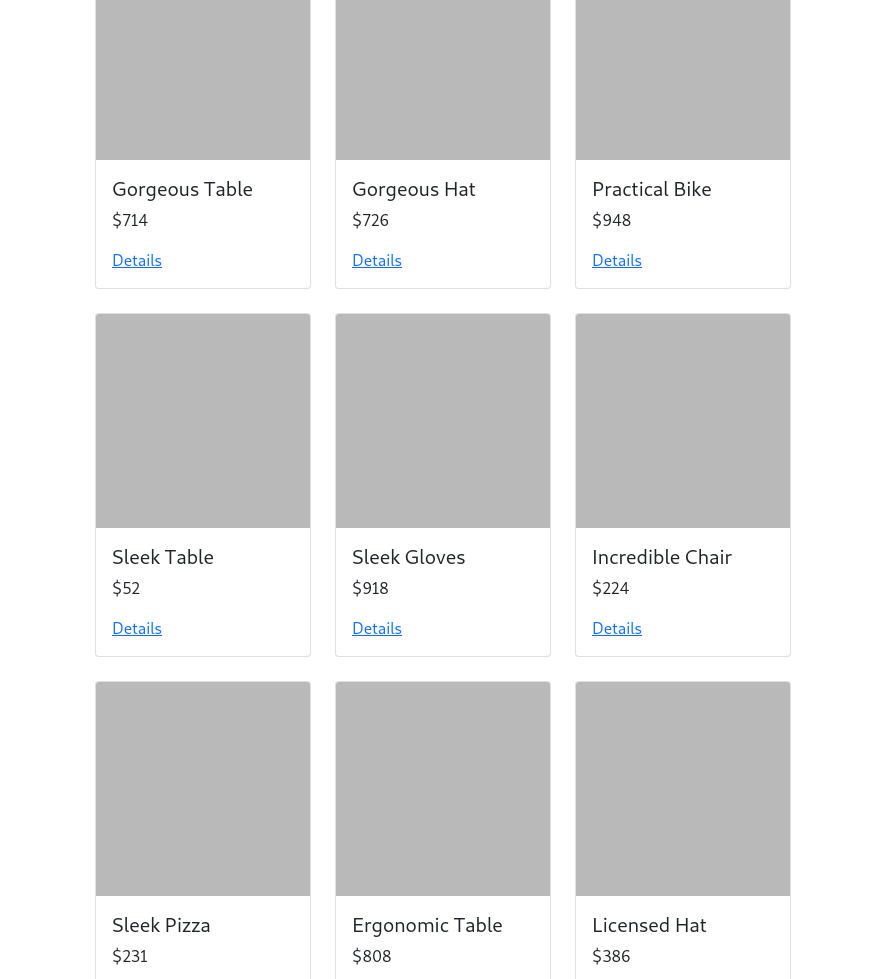 Gorgeous Table
$714
Details
Gorgeous Hat
$726
Details
Practical Bike
$948
Details
Sleek Table
$52
Details
Sleek Gloves
$918
Details
Incredible Chair
$224
Details
Sleek Pizza
$231
Ergonomic Table
$808
Licensed Hat
$386